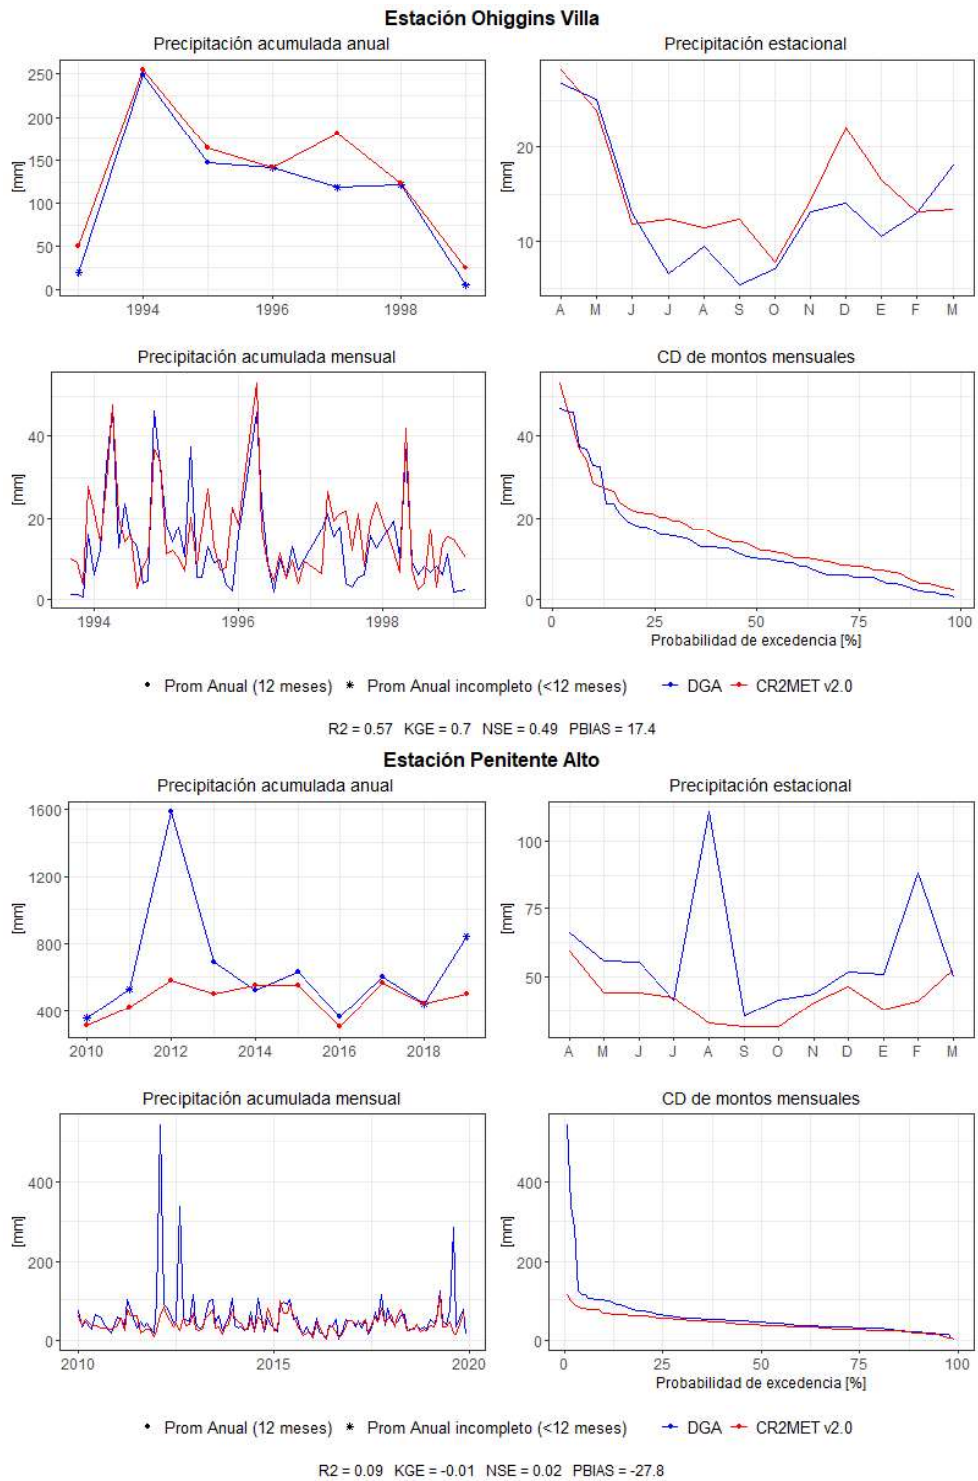 Estación Ohiggins Villa
Precipitación acumulada anual
Precipitación estacional
[mm]
250
200
150
100
50
0
1994 1996 1998
[mm]
20
10
A M J J A S O N D E F M
Precipitación acumulada mensual
CD de montos mensuales
[mm]
40
20
0
1994 1996 1998
[mm]
40
20
0
0 25 50 75 100
Probabilidad de excedencia [%]
• Prom Anual (12 meses) * Prom Anual incompleto (<12 meses) DGA CR2MET v2.0
R2 = 0.57 KGE = 0.7 NSE = 0.49 PBIAS = 17.4
Estación Penitente Alto
Precipitación acumulada anual
Precipitación estacional
[mm]
1600
1200
800
400
2010 2012 2014 2016 2018
[mm]
100
75
50
A M J J A S O N D E F M
Precipitación acumulada mensual
CD de montos mensuales
[mm]
400
200
0
2010 2015 2020
[mm]
400
200
0
0 25 50 75 100
Probabilidad de excedencia [%]
• Prom Anual (12 meses) * Prom Anual incompleto (<12 meses) DGA CR2MET v2.0
R2 = 0.09 KGE = -0.01 NSE = 0.02 PBIAS = -27.8